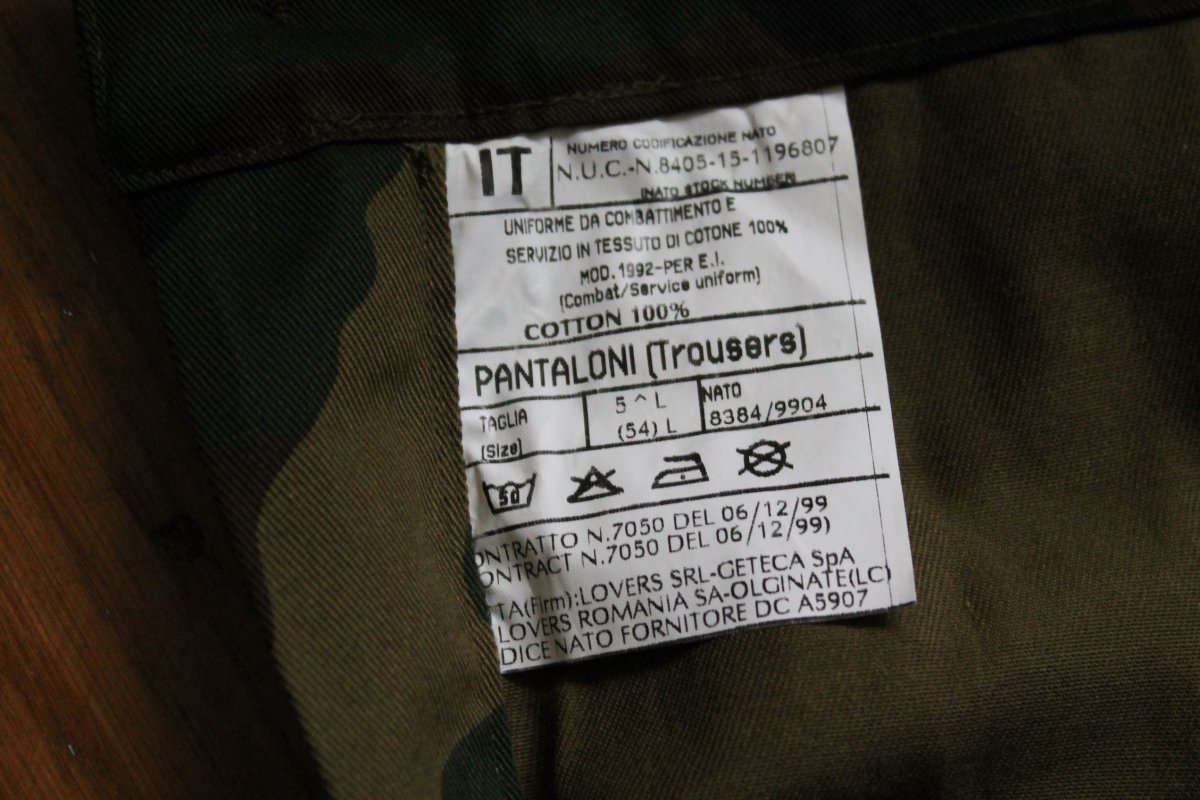 IT
NUMERO CODIFICAZIONE NATO
N.U.C.-N.8405-15-1196807
(NATO STOCK NUMBER)
UNIFORME DA COMBATTIMENTO E
SERVIZIO IN TESSUTO DI COTONE 100%
MOD.1992-PER E.I.
(Combat/Service uniform)
COTTON 100%
PANTALONI (Trousers)
TAGLIA
(Size)
5 ^ L
(54) L
NATO
8384/9904
50
ONTRATTO N.7050 DEL 06/12/99
ONTRACT N.7050 DEL 06/12/99)
TA(Firm):LOVERS SRL-GETECA SpA
LOVERS ROMANIA SA-OLGINATE(LC)
DICE NATO FORNITORE DC A5907